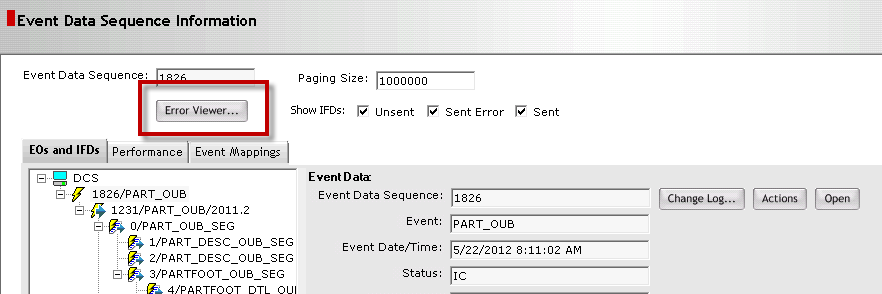 Event Data Sequence Information
Event Data Sequence: 1826 Paging Size: 1000000
Error Viewer... Show IFDs: Unsent Sent Error Sent
EOs and IFDs Performance Event Mappings
DCS
1826/PART_OUB
1231/PART_OUB/2011.2
0/PART_OUB_SEG
1/PART_DESC_OUB_SEG
2/PART_DESC_OUB_SEG
3/PARTFOOT_OUB_SEG
4/PARTFOOT_DTL_OUI
Event Data:
Event Data Sequence: 1826 Change Log... Actions Open
Event: PART_OUB
Event Date/Time: 5/22/2012 8:11:02 AM
Status: IC